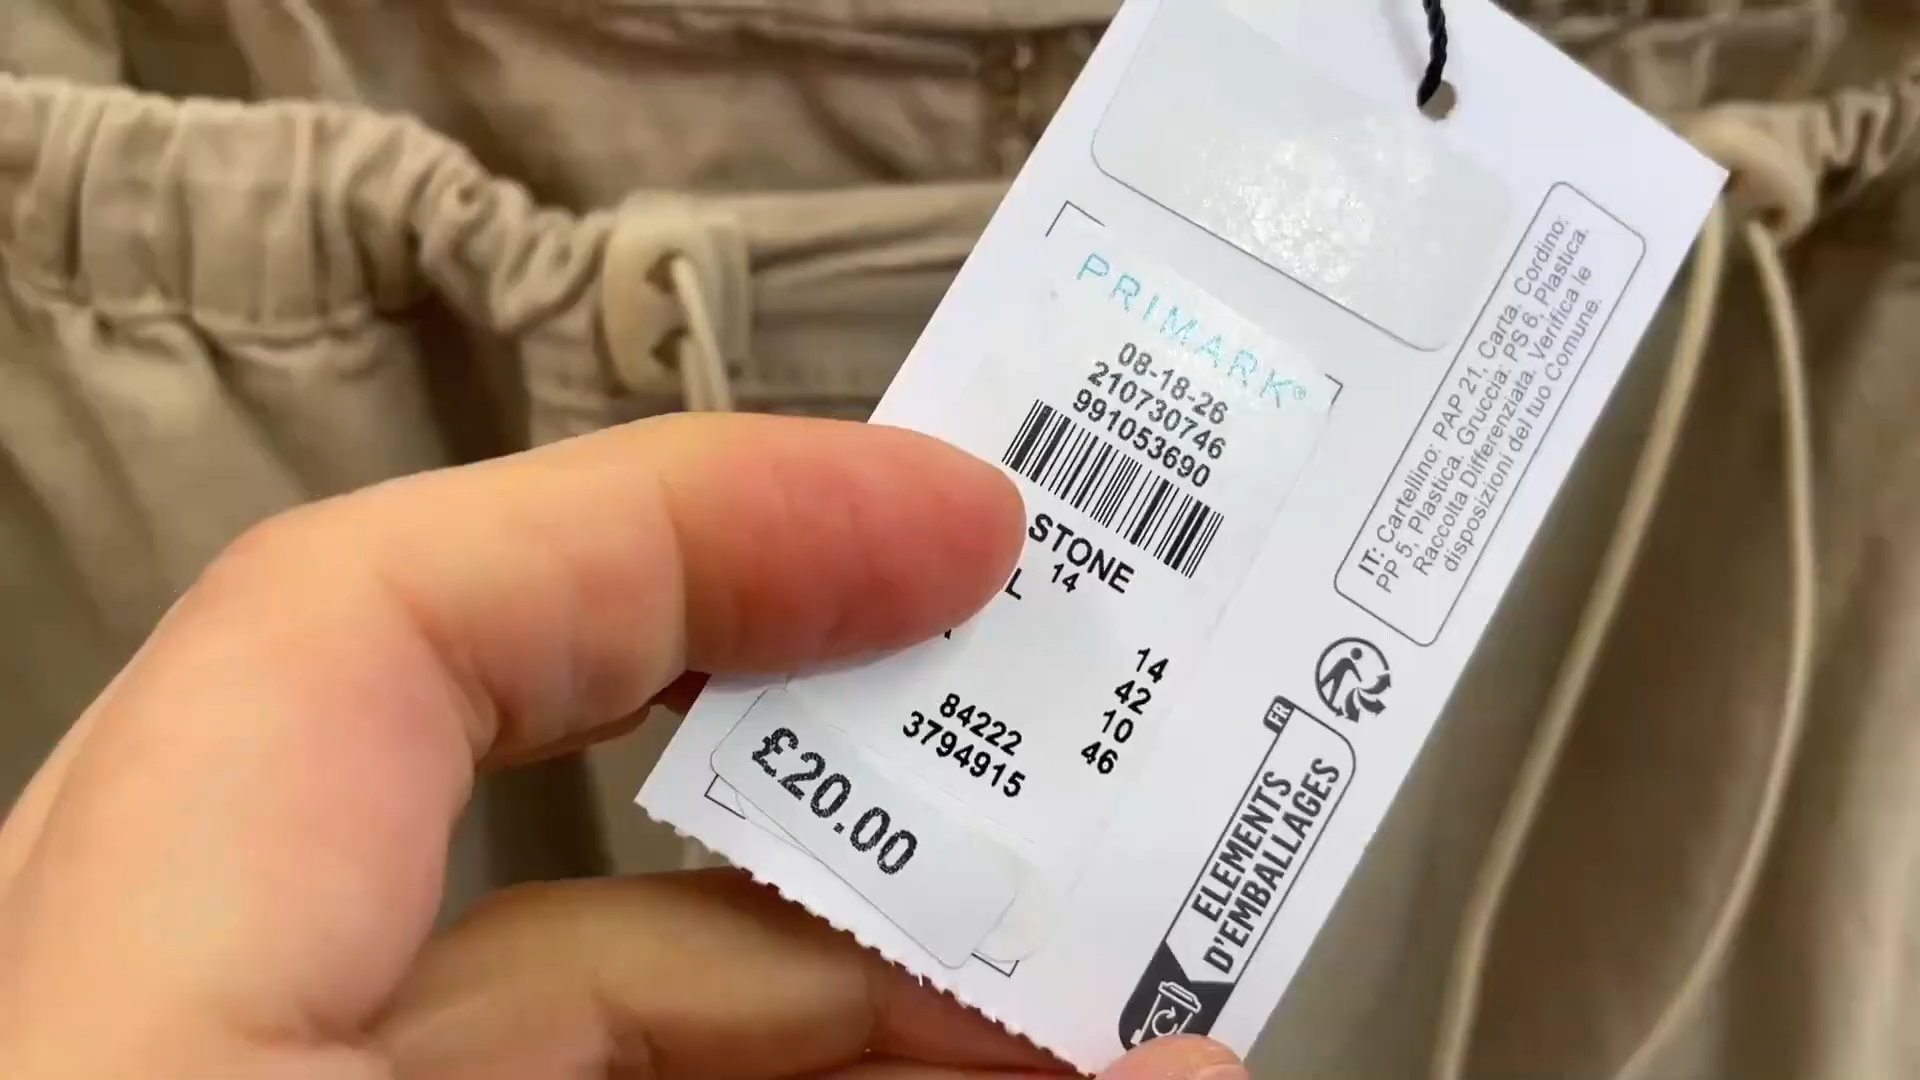 PRIMARK®
08-18-26
210730746
991053690
STONE
L 14
14
42
84222 10
3794915 46
£20.00
IT: Cartellino: PAP 21, Carta. Cordino:
PP 5, Plastica. Gruccia: PS 6, Plastica.
Raccolta Differenziata. Verifica le
disposizioni del tuo Comune.
FR
ELEMENTS
D'EMBALLAGES